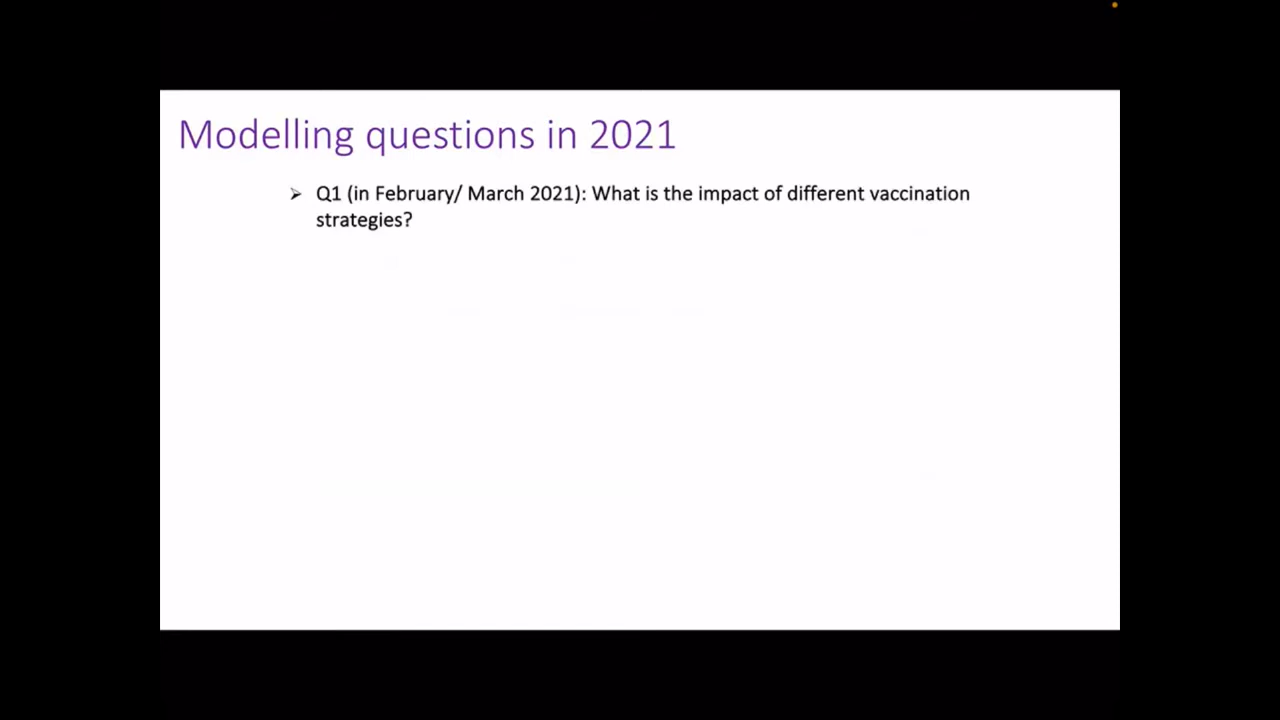 Modelling questions in 2021
➢ Q1 (in February/ March 2021): What is the impact of different vaccination
strategies?